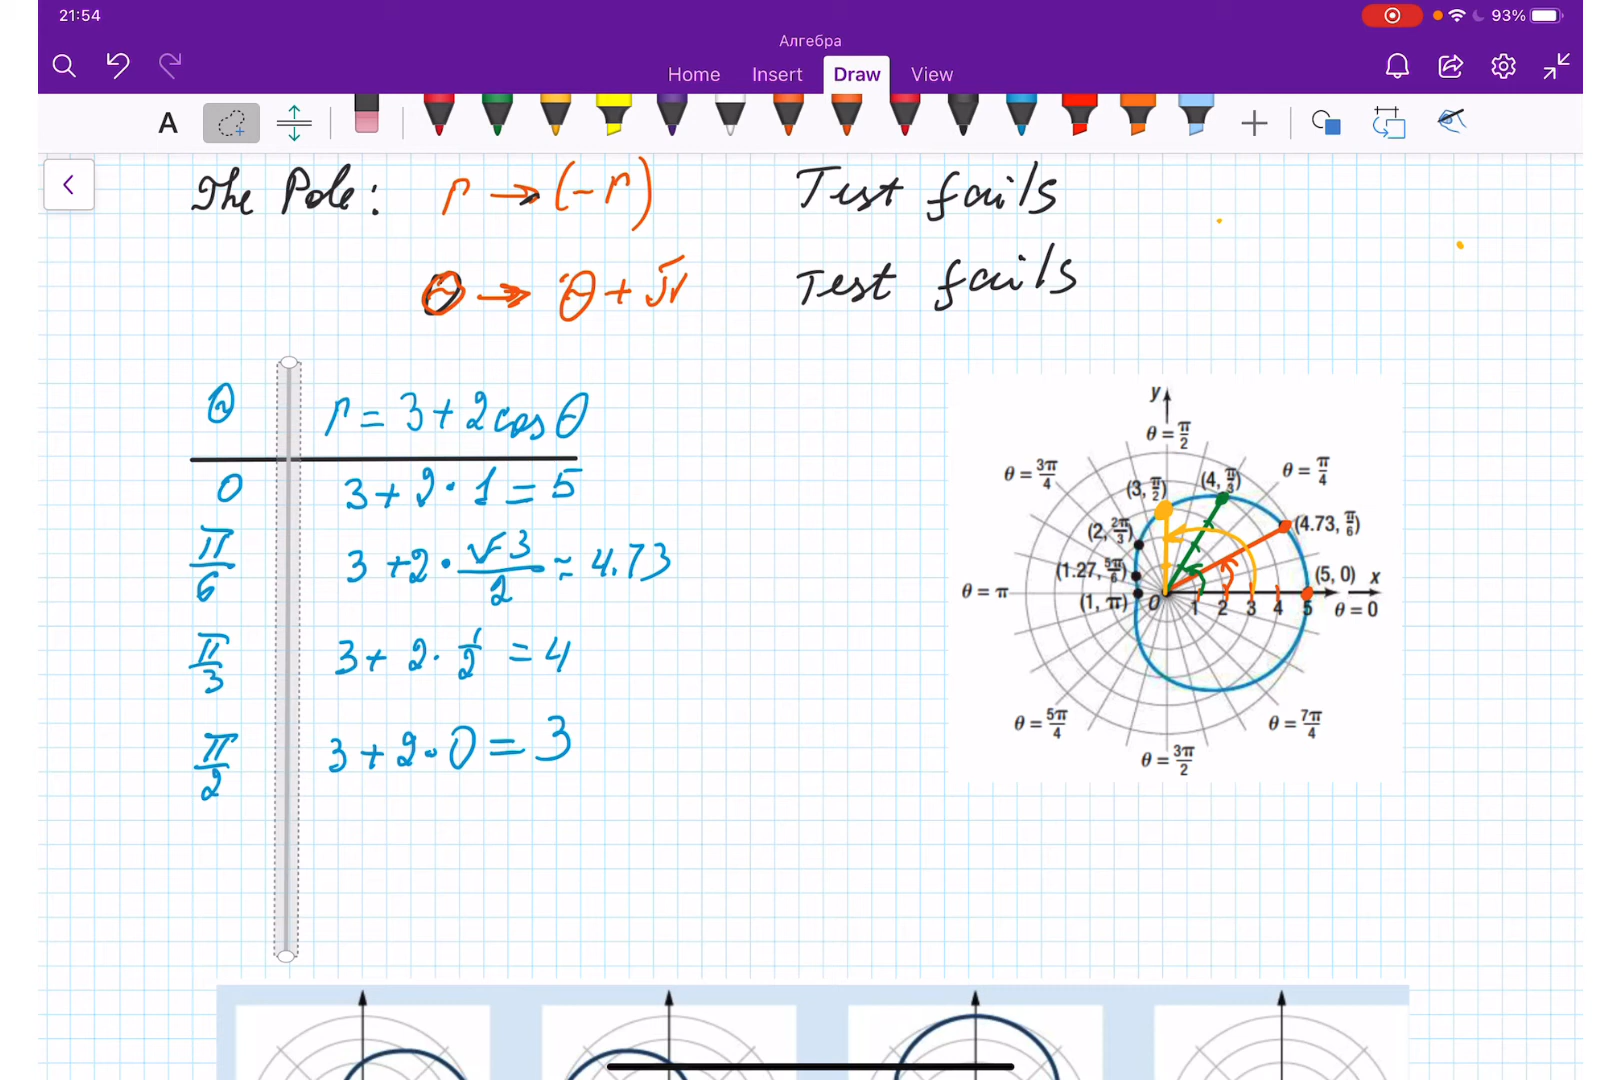 21:54
93%
Алгебра
Home Insert Draw View
A
The Pole: r → (-r) Test fails
θ → θ + π Test fails
θ r = 3 + 2 cos θ
0 3 + 2 · 1 = 5
π/6 3 + 2 · √3/2 ≈ 4.73
π/3 3 + 2 · 1/2 = 4
π/2 3 + 2 · 0 = 3
y
θ = π/2
θ = 3π/4
θ = π/4
(3, π/2)
(4, π/3)
(4.73, π/6)
(2, 2π/3)
(1.27, 5π/6)
(5, 0) x
θ = π
(1, π) O 1 2 3 4 5 θ = 0
θ = 5π/4
θ = 7π/4
θ = 3π/2